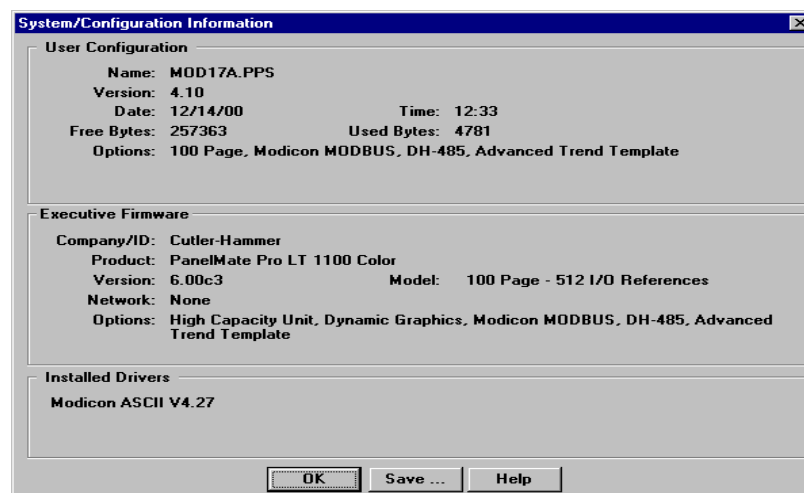 System/Configuration Information
User Configuration
Name: MOD17A.PPS
Version: 4.10
Date: 12/14/00 Time: 12:33
Free Bytes: 257363 Used Bytes: 4781
Options: 100 Page, Modicon MODBUS, DH-485, Advanced Trend Template
Executive Firmware
Company/ID: Cutler-Hammer
Product: PanelMate Pro LT 1100 Color
Version: 6.00c3 Model: 100 Page - 512 I/O References
Network: None
Options: High Capacity Unit, Dynamic Graphics, Modicon MODBUS, DH-485, Advanced
Trend Template
Installed Drivers
Modicon ASCII V4.27
OK Save ... Help